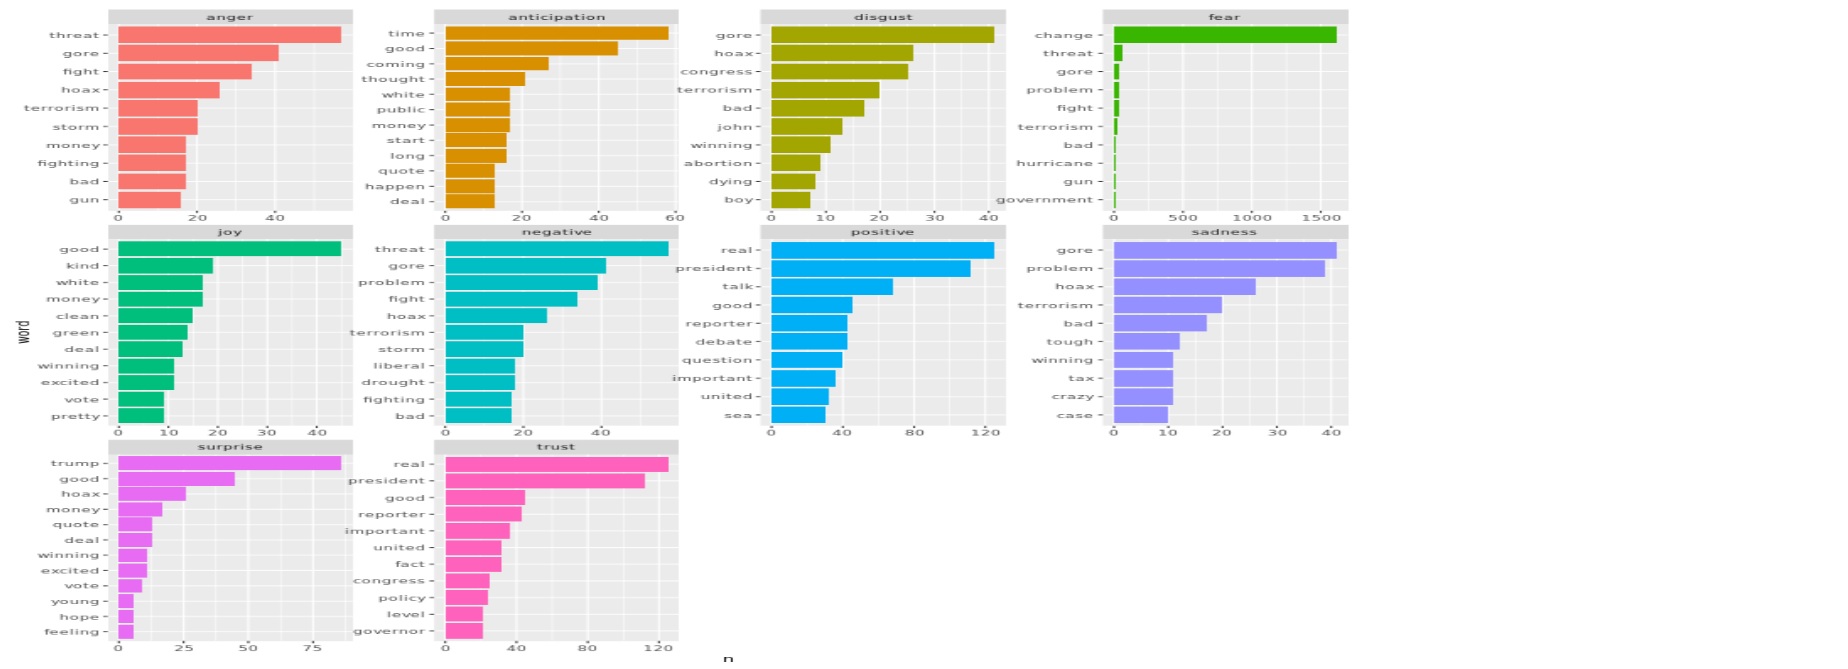 anger
threat
gore
fight
hoax
terrorism
storm
money
fighting
bad
gun
0 20 40
anticipation
time
good
coming
thought
white
public
money
start
long
quote
happen
deal
0 20 40 60
disgust
gore
hoax
congress
terrorism
bad
john
winning
abortion
dying
boy
0 10 20 30 40
fear
change
threat
gore
problem
fight
terrorism
bad
hurricane
gun
government
0 500 1000 1500
word
joy
good
kind
white
money
clean
green
deal
winning
excited
vote
pretty
0 10 20 30 40
negative
threat
gore
problem
fight
hoax
terrorism
storm
liberal
drought
fighting
bad
0 20 40
positive
real
president
talk
good
reporter
debate
question
important
united
sea
0 40 80 120
sadness
gore
problem
hoax
terrorism
bad
tough
winning
tax
crazy
case
0 10 20 30 40
surprise
trump
good
hoax
money
quote
deal
winning
excited
vote
young
hope
feeling
0 25 50 75
trust
real
president
good
reporter
important
united
fact
congress
policy
level
governor
0 40 80 120